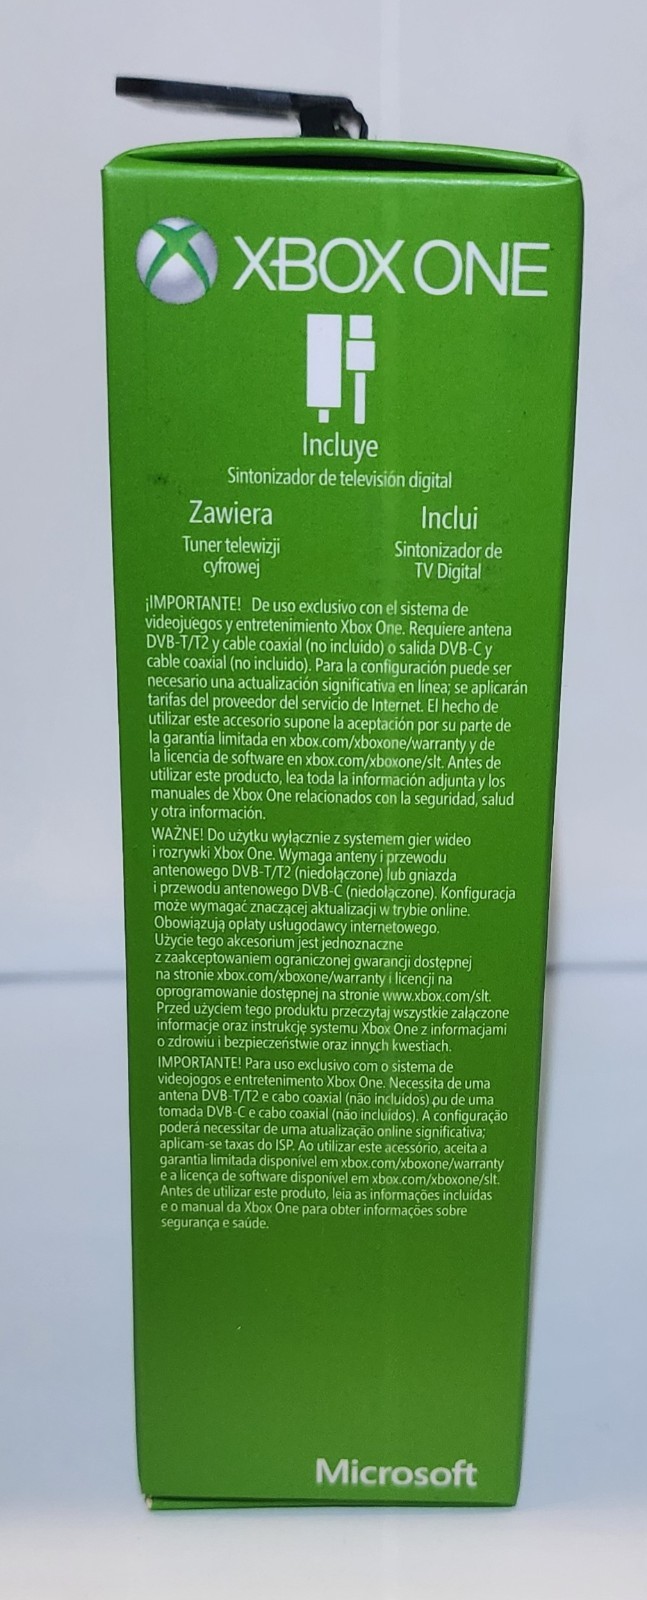 XBOX ONE
Incluye
Sintonizador de televisión digital
Zawiera
Tuner telewizji
cyfrowej
Inclui
Sintonizador de
TV Digital
¡IMPORTANTE! De uso exclusivo con el sistema de
videojuegos y entretenimiento Xbox One. Requiere antena
DVB-T/T2 y cable coaxial (no incluido) o salida DVB-C y
cable coaxial (no incluido). Para la configuración puede ser
necesario una actualización significativa en línea; se aplicarán
tarifas del proveedor del servicio de Internet. El hecho de
utilizar este accesorio supone la aceptación por su parte de
la garantía limitada en xbox.com/xboxone/warranty y de
la licencia de software en xbox.com/xboxone/slt. Antes de
utilizar este producto, lea toda la información adjunta y los
manuales de Xbox One relacionados con la seguridad, salud
y otra información.
WAŻNE! Do użytku wyłącznie z systemem gier wideo
i rozrywki Xbox One. Wymaga anteny i przewodu
antenowego DVB-T/T2 (niedołączone) lub gniazda
i przewodu antenowego DVB-C (niedołączone). Konfiguracja
może wymagać znaczącej aktualizacji w trybie online.
Obowiązują opłaty usługodawcy internetowego.
Użycie tego akcesorium jest jednoznaczne
z zaakceptowaniem ograniczonej gwarancji dostępnej
na stronie xbox.com/xboxone/warranty i licencji na
oprogramowanie dostępnej na stronie www.xbox.com/slt.
Przed użyciem tego produktu przeczytaj wszystkie załączone
informacje oraz instrukcję systemu Xbox One z informacjami
o zdrowiu i bezpieczeństwie oraz innych kwestiach.
IMPORTANTE! Para uso exclusivo com o sistema de
videojogos e entretenimento Xbox One. Necessita de uma
antena DVB-T/T2 e cabo coaxial (não incluídos) ou de uma
tomada DVB-C e cabo coaxial (não incluídos). A configuração
poderá necessitar de uma atualização online significativa;
aplicam-se taxas do ISP. Ao utilizar este acessório, aceita a
garantia limitada disponível em xbox.com/xboxone/warranty
e a licença de software disponível em xbox.com/xboxone/slt.
Antes de utilizar este produto, leia as informações incluídas
e o manual da Xbox One para obter informações sobre
segurança e saúde.
Microsoft